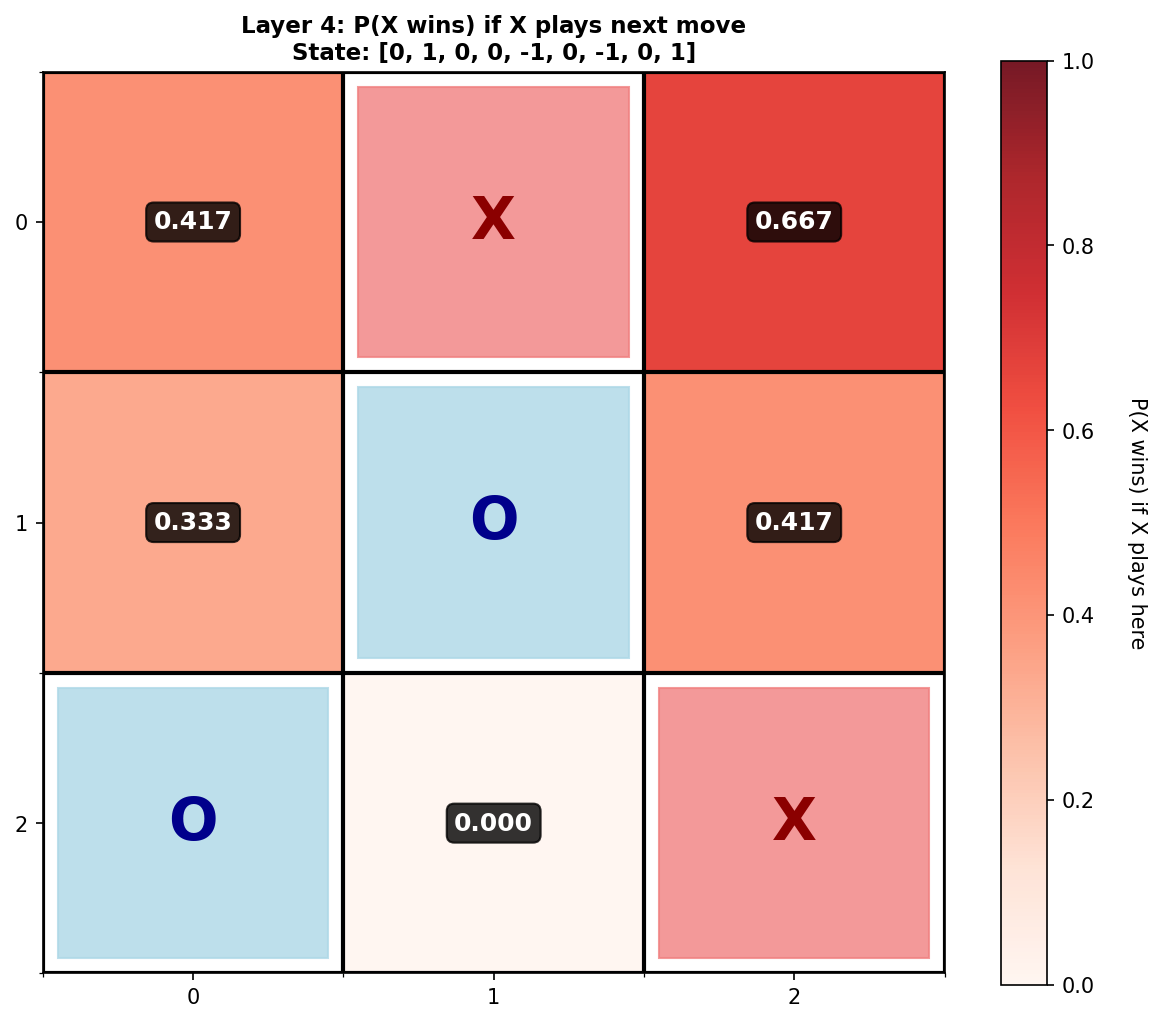 Layer 4: P(X wins) if X plays next move
State: [0, 1, 0, 0, -1, 0, -1, 0, 1]
0 0.417 X 0.667
1 0.333 O 0.417
2 O 0.000 X
0 1 2
1.0
0.8
0.6
0.4
0.2
0.0
P(X wins) if X plays here